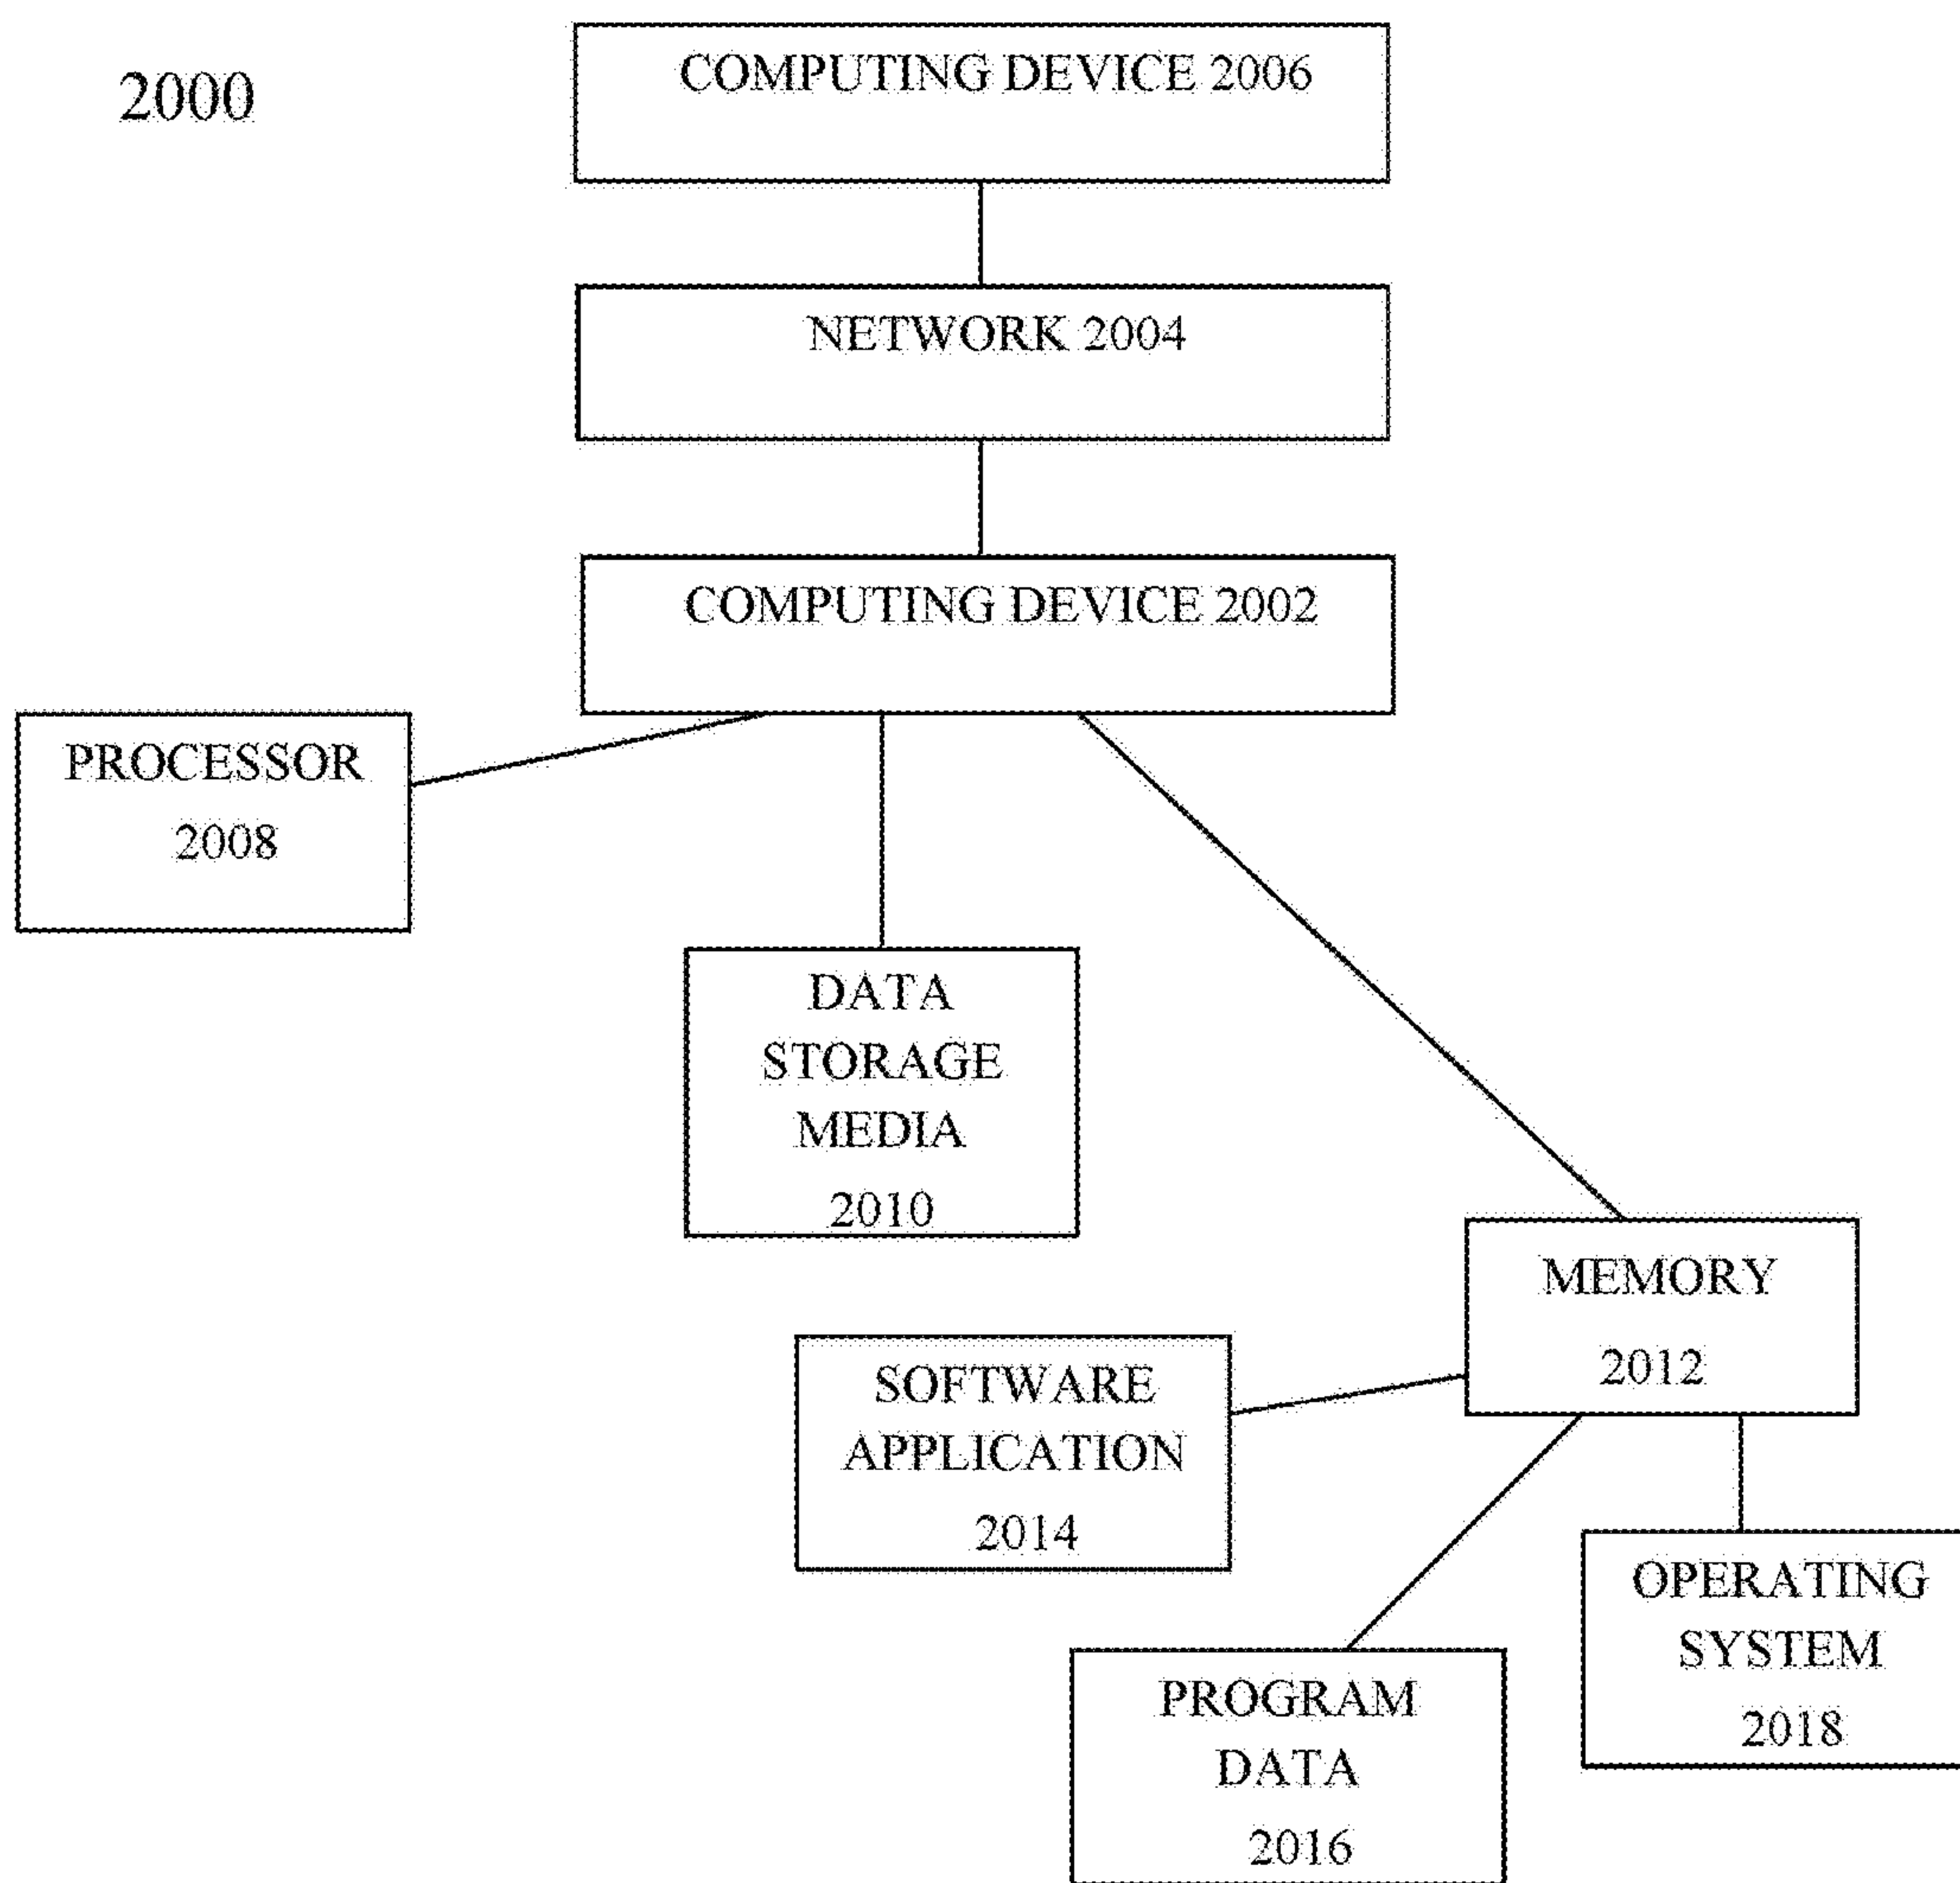 2000
COMPUTING DEVICE 2006
NETWORK 2004
COMPUTING DEVICE 2002
PROCESSOR
2008
DATA
STORAGE
MEDIA
2010
MEMORY
2012
SOFTWARE
APPLICATION
2014
OPERATING
SYSTEM
2018
PROGRAM
DATA
2016